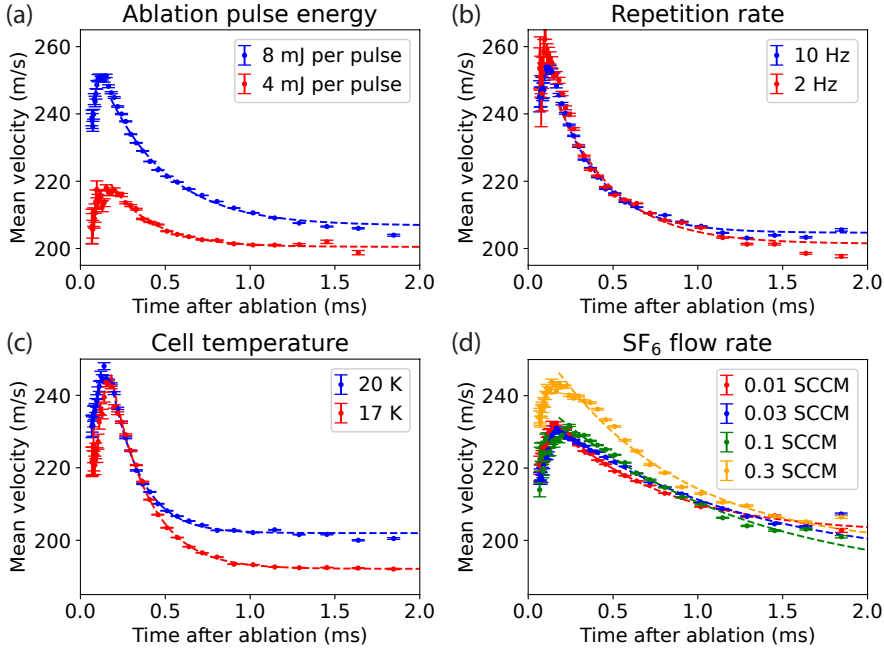 (a)
Ablation pulse energy
260
240
220
200
Mean velocity (m/s)
8 mJ per pulse
4 mJ per pulse
0.0 0.5 1.0 1.5 2.0
Time after ablation (ms)
(b)
Repetition rate
260
240
220
200
Mean velocity (m/s)
10 Hz
2 Hz
0.0 0.5 1.0 1.5 2.0
Time after ablation (ms)
(c)
Cell temperature
240
220
200
Mean velocity (m/s)
20 K
17 K
0.0 0.5 1.0 1.5 2.0
Time after ablation (ms)
(d)
SF₆ flow rate
240
220
200
Mean velocity (m/s)
0.01 SCCM
0.03 SCCM
0.1 SCCM
0.3 SCCM
0.0 0.5 1.0 1.5 2.0
Time after ablation (ms)